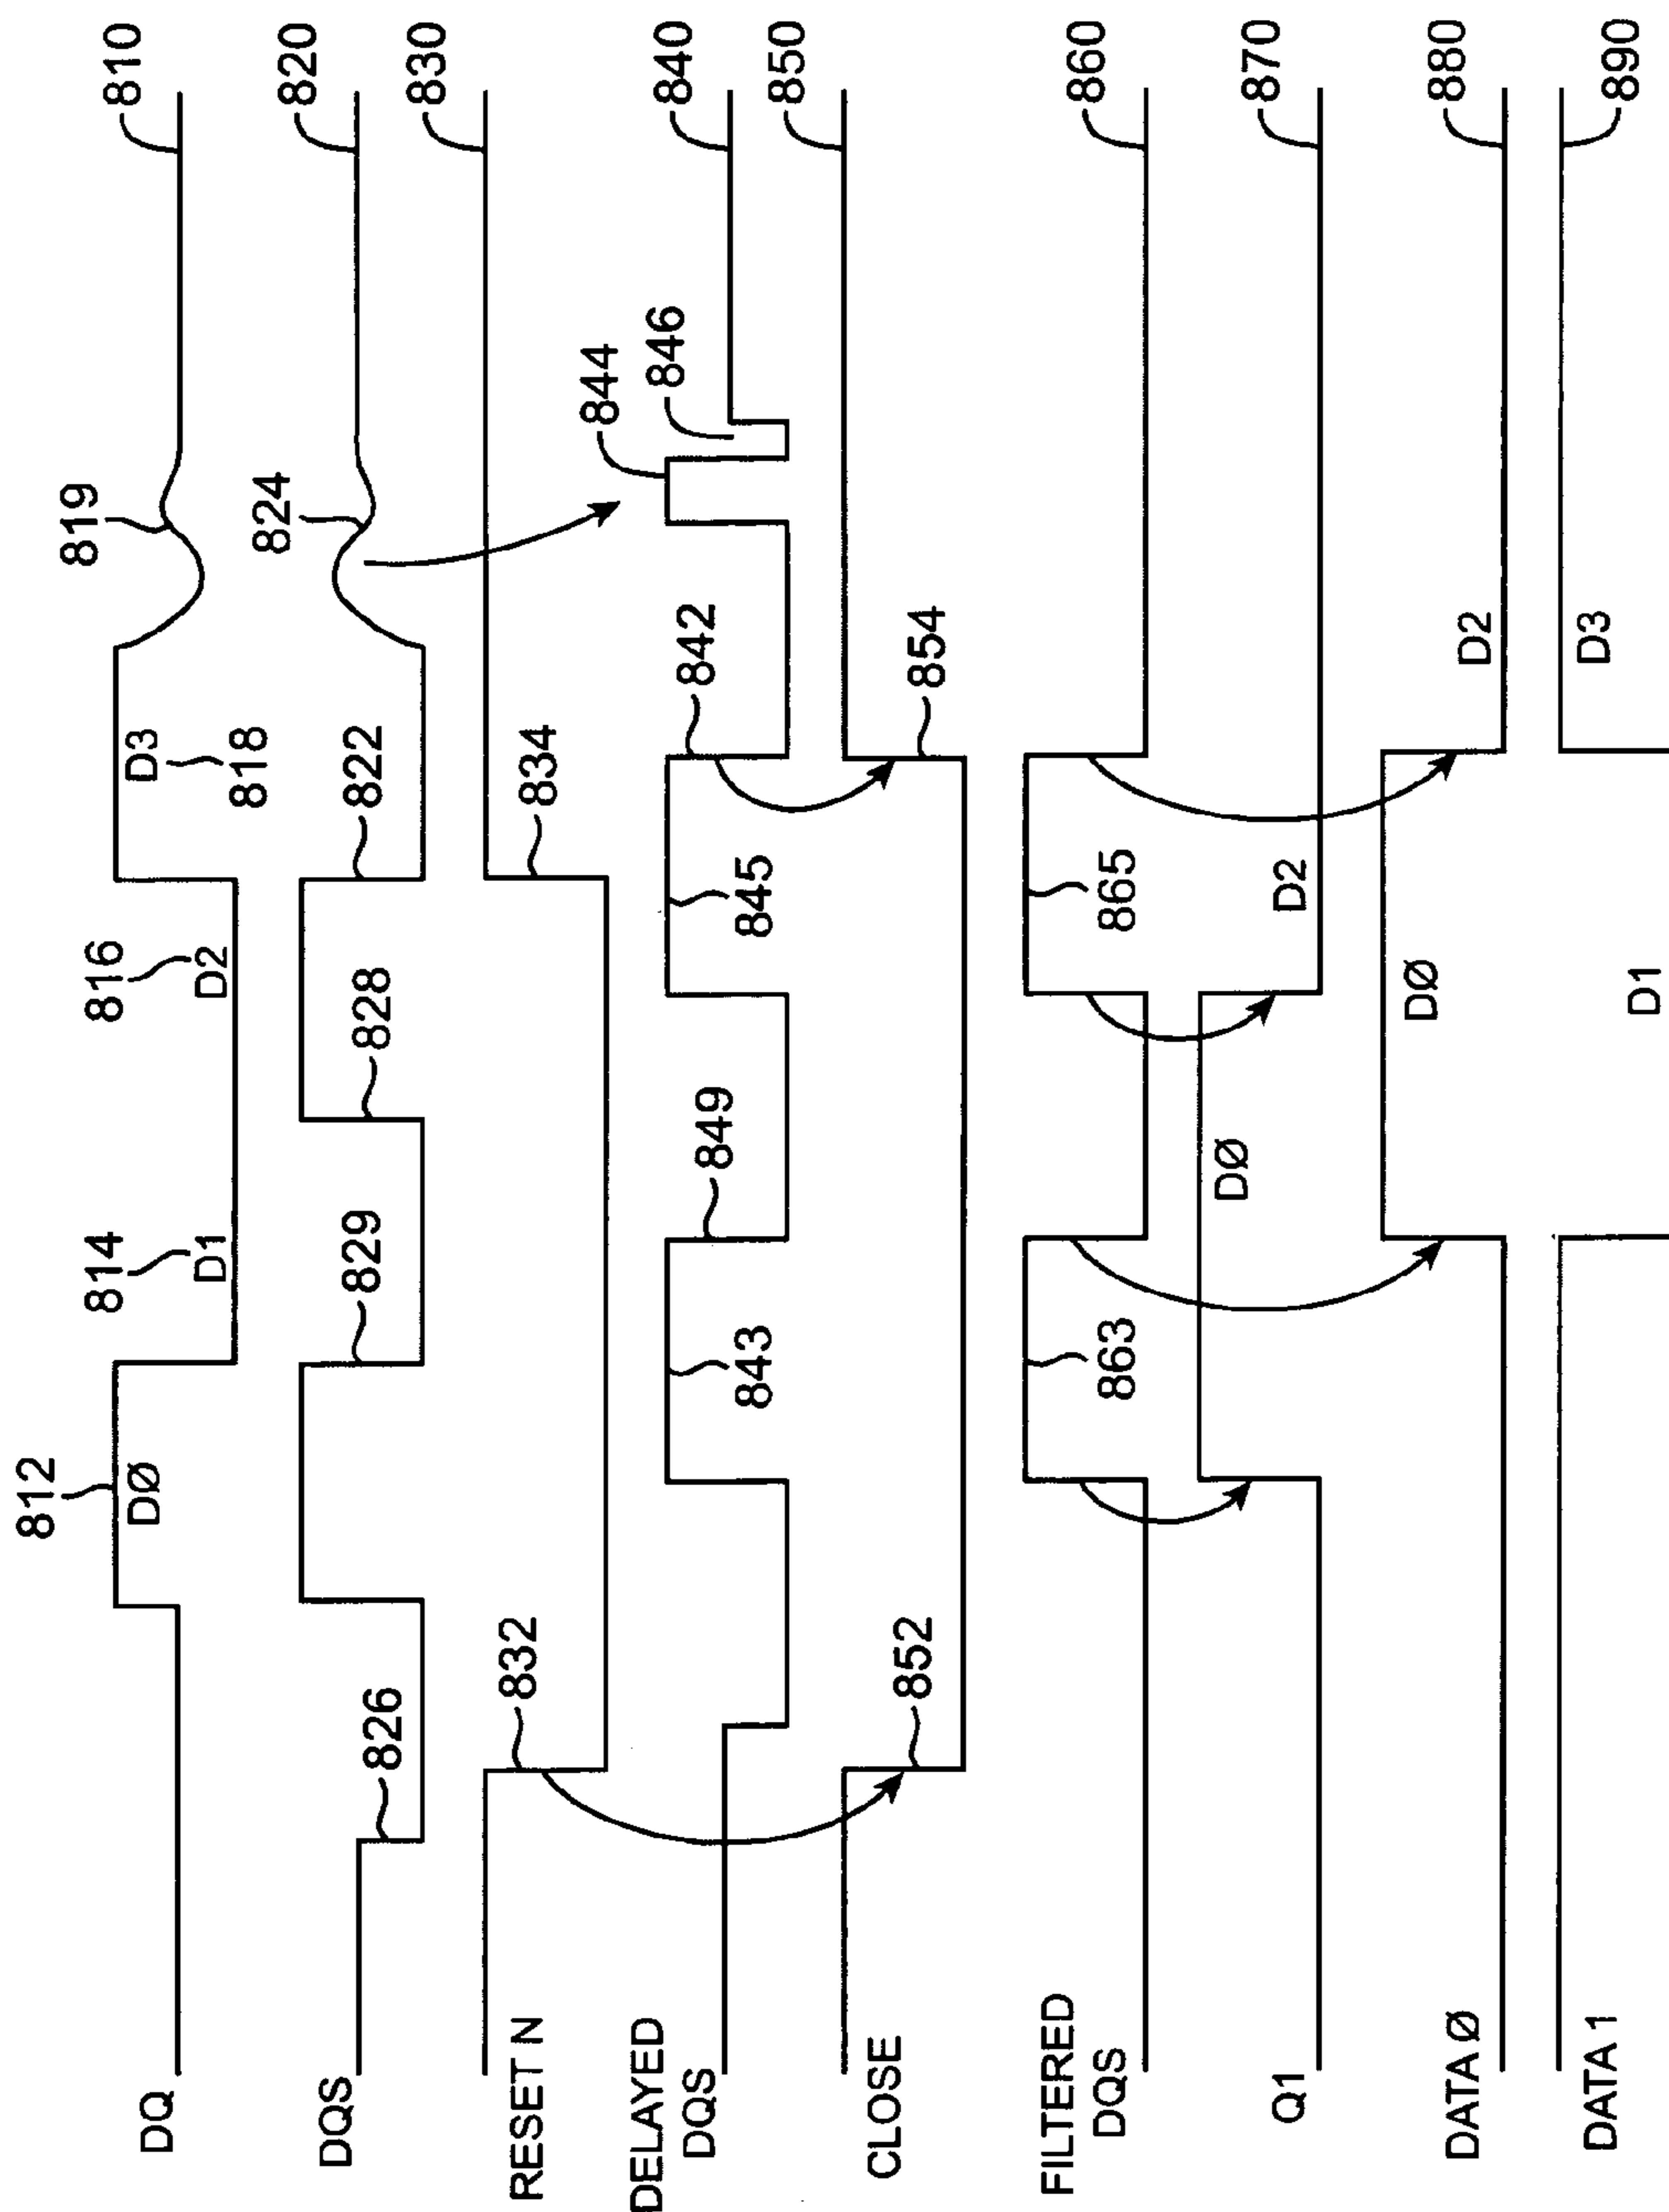 DQ
812
DØ
814
D1
816
D2
D3
818
819
810
DQS
826
829
828
822
824
820
RESET N
832
834
830
DELAYED
DQS
843
849
845
842
844
846
840
CLOSE
852
854
850
FILTERED
DQS
863
865
860
Q1
DØ
D2
870
DATA Ø
DØ
D2
880
DATA 1
D1
D3
890